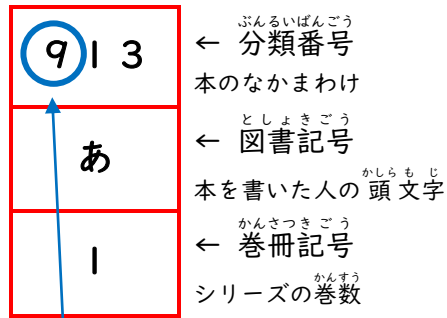 913
← 分類番号
ぶんるいばんごう
本のなかまわけ
あ
← 図書記号
としょきごう
本を書いた人の頭文字
かしらもじ
1
← 巻冊記号
かんさつきごう
シリーズの巻数
かんすう